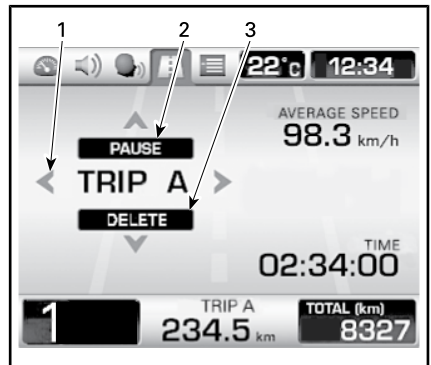 1 2 3
22°c 12:34
AVERAGE SPEED
98.3 km/h
PAUSE
TRIP A
DELETE
TIME
02:34:00
1
TRIP A
234.5 km
TOTAL (km)
8327